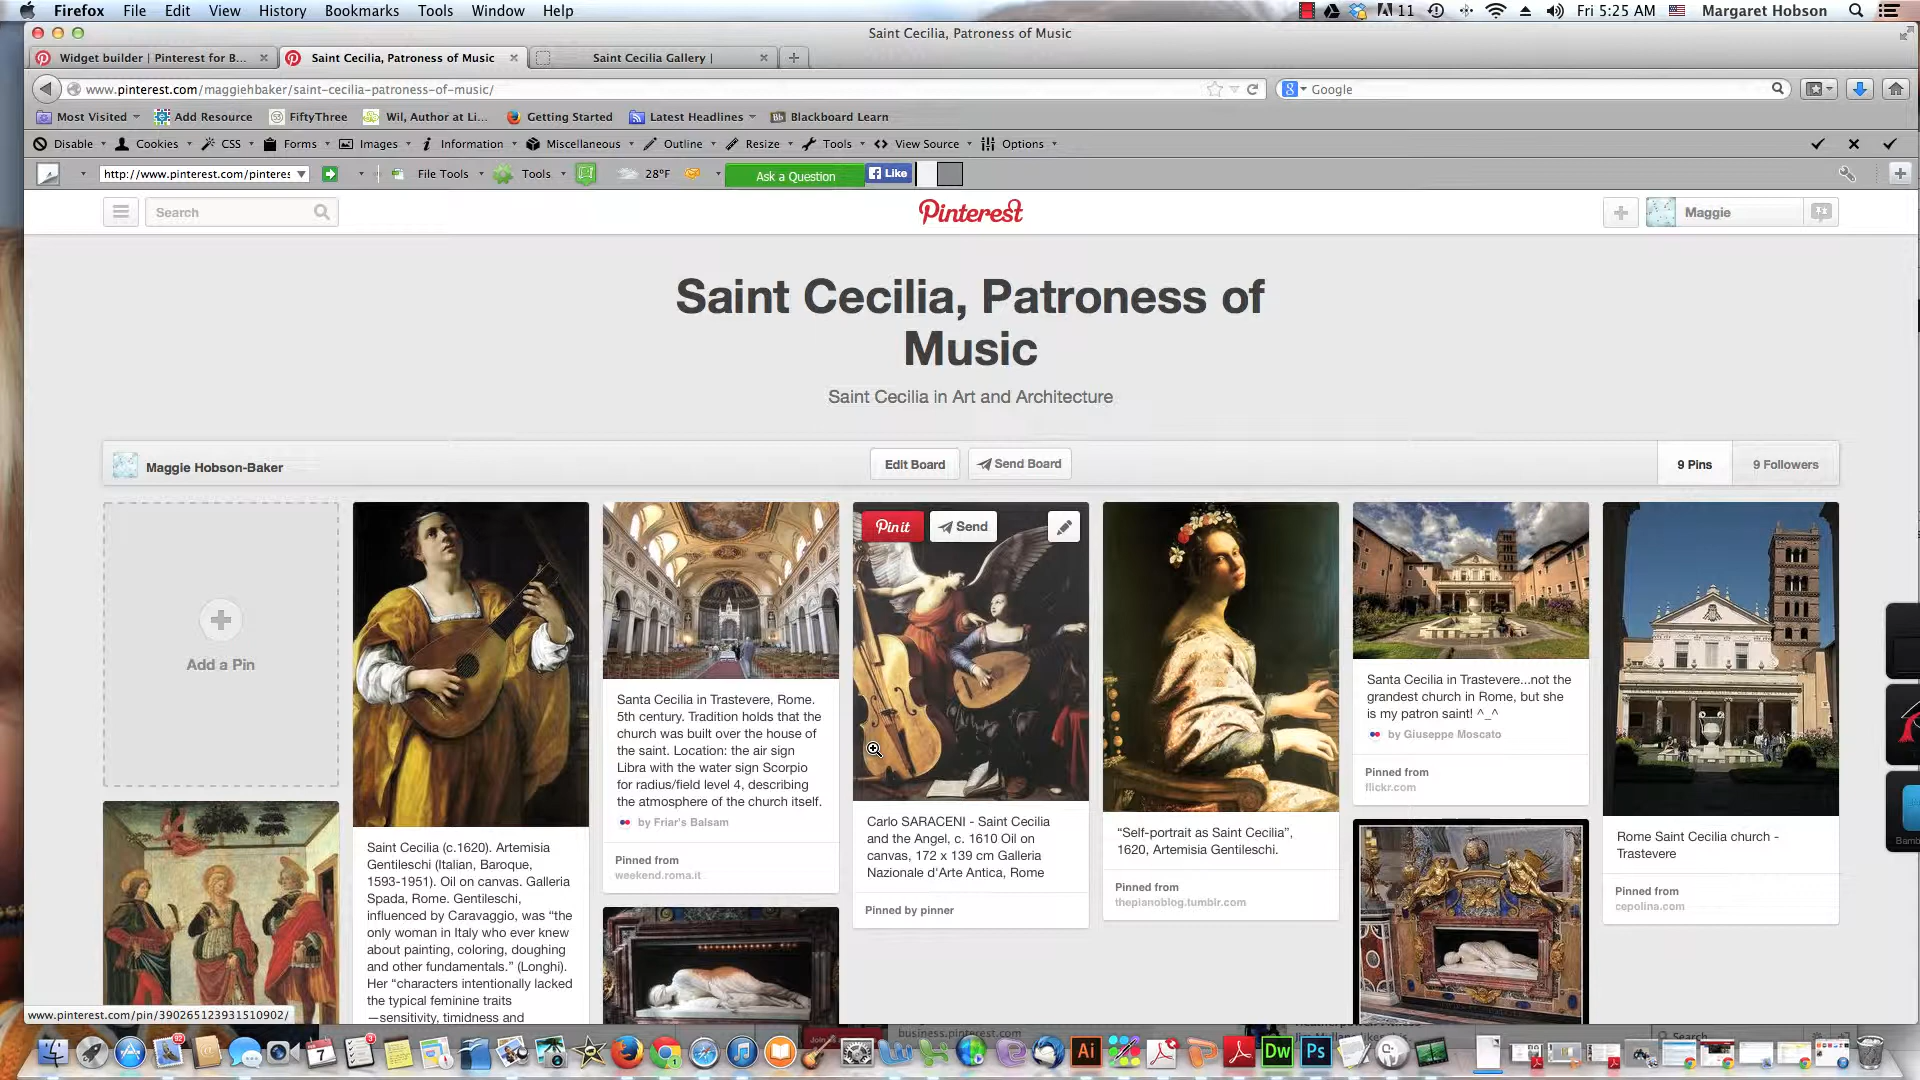 Firefox File Edit View History Bookmarks Tools Window Help 11 Fri 5:25 AM Margaret Hobson
Saint Cecilia, Patroness of Music
Widget builder | Pinterest for B... Saint Cecilia, Patroness of Music Saint Cecilia Gallery |
www.pinterest.com/maggiehbaker/saint-cecilia-patroness-of-music/ Google
Most Visited Add Resource FiftyThree Wil, Author at Li... Getting Started Latest Headlines Blackboard Learn
Disable Cookies CSS Forms Images Information Miscellaneous Outline Resize Tools View Source Options
http://www.pinterest.com/pinteres File Tools Tools 28°F Ask a Question Like
Search Pinterest Maggie
Saint Cecilia, Patroness of
Music
Saint Cecilia in Art and Architecture
Maggie Hobson-Baker Edit Board Send Board 9 Pins 9 Followers
Add a Pin
Saint Cecilia (c.1620). Artemisia
Gentileschi (Italian, Baroque,
1593-1951). Oil on canvas. Galleria
Spada, Rome. Gentileschi,
influenced by Caravaggio, was “the
only woman in Italy who ever knew
about painting, coloring, doughing
and other fundamentals.” (Longhi).
Her “characters intentionally lacked
the typical feminine traits
—sensitivity, timidness and
Santa Cecilia in Trastevere, Rome.
5th century. Tradition holds that the
church was built over the house of
the saint. Location: the air sign
Libra with the water sign Scorpio
for radius/field level 4, describing
the atmosphere of the church itself.
by Friar's Balsam
Pinned from
weekend.roma.it
Pin it Send
Carlo SARACENI - Saint Cecilia
and the Angel, c. 1610 Oil on
canvas, 172 x 139 cm Galleria
Nazionale d'Arte Antica, Rome
Pinned by pinner
“Self-portrait as Saint Cecilia”,
1620, Artemisia Gentileschi.
Pinned from
thepianoblog.tumblr.com
Santa Cecilia in Trastevere...not the
grandest church in Rome, but she
is my patron saint! ^_^
by Giuseppe Moscato
Pinned from
flickr.com
Rome Saint Cecilia church -
Trastevere
Pinned from
cepolina.com
www.pinterest.com/pin/390265123931510902/
business.pinterest.com
Search
Ai Dw Ps